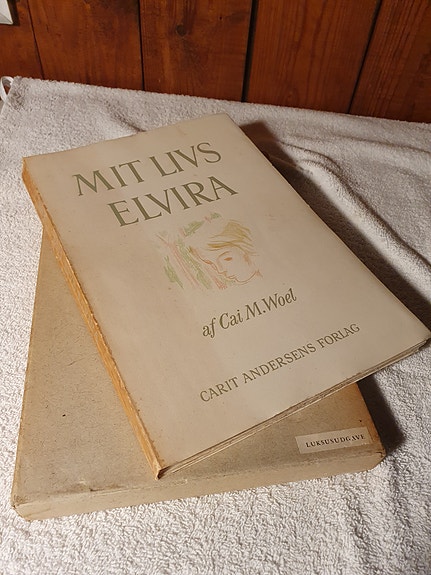 MIT LIVS
ELVIRA
af Cai M. Woel
CARIT ANDERSENS FORLAG
LUKSUSUDGAVE